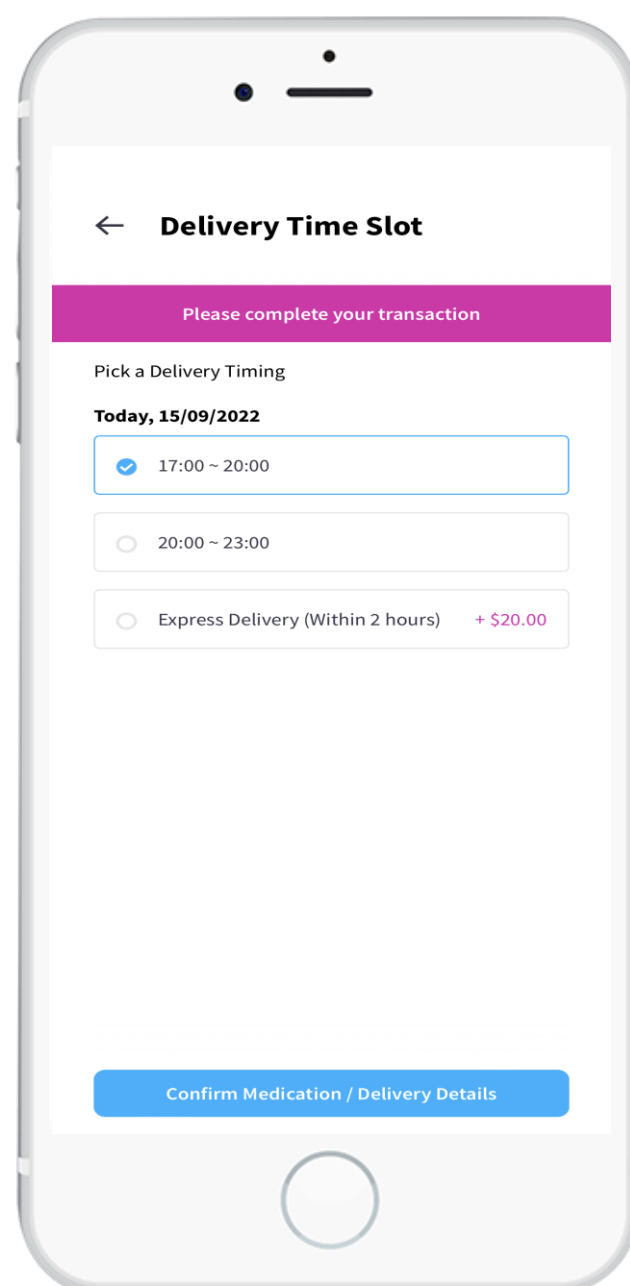 Delivery Time Slot
Please complete your transaction
Pick a Delivery Timing
Today, 15/09/2022
17:00 ~ 20:00
20:00 ~ 23:00
Express Delivery (Within 2 hours) + $20.00
Confirm Medication / Delivery Details